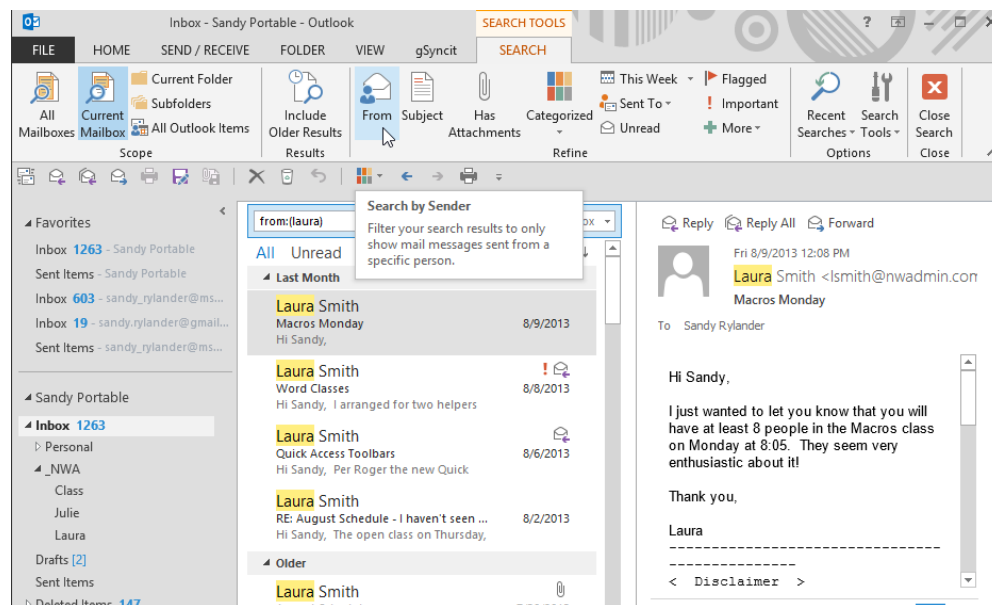 Inbox - Sandy Portable - Outlook
SEARCH TOOLS
?
FILE HOME SEND / RECEIVE FOLDER VIEW gSyncit SEARCH
All Mailboxes
Current Mailbox
Current Folder
Subfolders
All Outlook Items
Scope
Include Older Results
Results
From
Subject
Has Attachments
Categorized
This Week
Sent To
Unread
Flagged
! Important
More
Refine
Recent Searches
Search Tools
Options
Close Search
Close
Search by Sender
Filter your search results to only
show mail messages sent from a
specific person.
Favorites
Inbox 1263 - Sandy Portable
Sent Items - Sandy Portable
Inbox 603 - sandy_rylander@ms...
Inbox 19 - sandy.rylander@gmail...
Sent Items - sandy_rylander@ms...
Sandy Portable
Inbox 1263
Personal
_NWA
Class
Julie
Laura
Drafts [2]
Sent Items
Deleted Items 147
from:(laura)
All Unread
Last Month
Laura Smith
Macros Monday 8/9/2013
Hi Sandy,
Laura Smith !
Word Classes 8/8/2013
Hi Sandy, I arranged for two helpers
Laura Smith
Quick Access Toolbars 8/6/2013
Hi Sandy, Per Roger the new Quick
Laura Smith
RE: August Schedule - I haven't seen ... 8/2/2013
Hi Sandy, The open class on Thursday,
Older
Laura Smith
Reply Reply All Forward
Fri 8/9/2013 12:08 PM
Laura Smith <lsmith@nwadmin.com
Macros Monday
To Sandy Rylander
Hi Sandy,
I just wanted to let you know that you will
have at least 8 people in the Macros class
on Monday at 8:05. They seem very
enthusiastic about it!
Thank you,
Laura
---------------------------------
---------------
< Disclaimer >